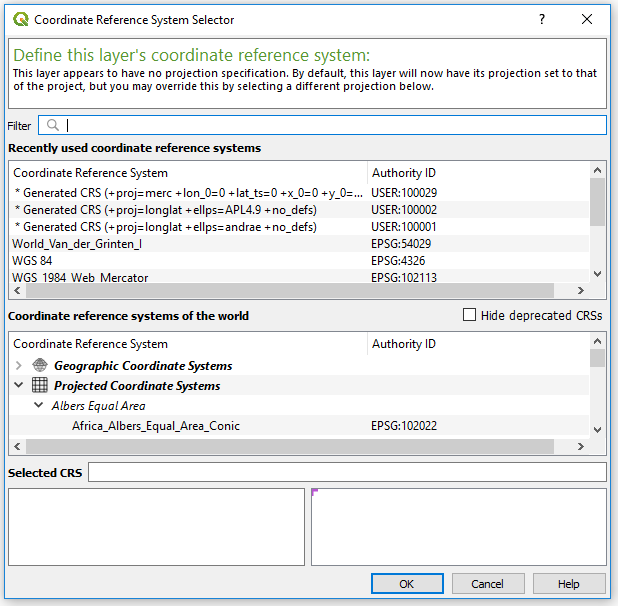 Coordinate Reference System Selector
Define this layer's coordinate reference system:
This layer appears to have no projection specification. By default, this layer will now have its projection set to that
of the project, but you may override this by selecting a different projection below.
Filter
Recently used coordinate reference systems
Coordinate Reference System Authority ID
* Generated CRS (+proj=merc +lon_0=0 +lat_ts=0 +x_0=0 +y_0=... USER:100029
* Generated CRS (+proj=longlat +ellps=APL4.9 +no_defs) USER:100002
* Generated CRS (+proj=longlat +ellps=andrae +no_defs) USER:100001
World_Van_der_Grinten_I EPSG:54029
WGS 84 EPSG:4326
WGS_1984_Web_Mercator EPSG:102113
Coordinate reference systems of the world Hide deprecated CRSs
Coordinate Reference System Authority ID
Geographic Coordinate Systems
Projected Coordinate Systems
Albers Equal Area
Africa_Albers_Equal_Area_Conic EPSG:102022
Selected CRS
OK Cancel Help